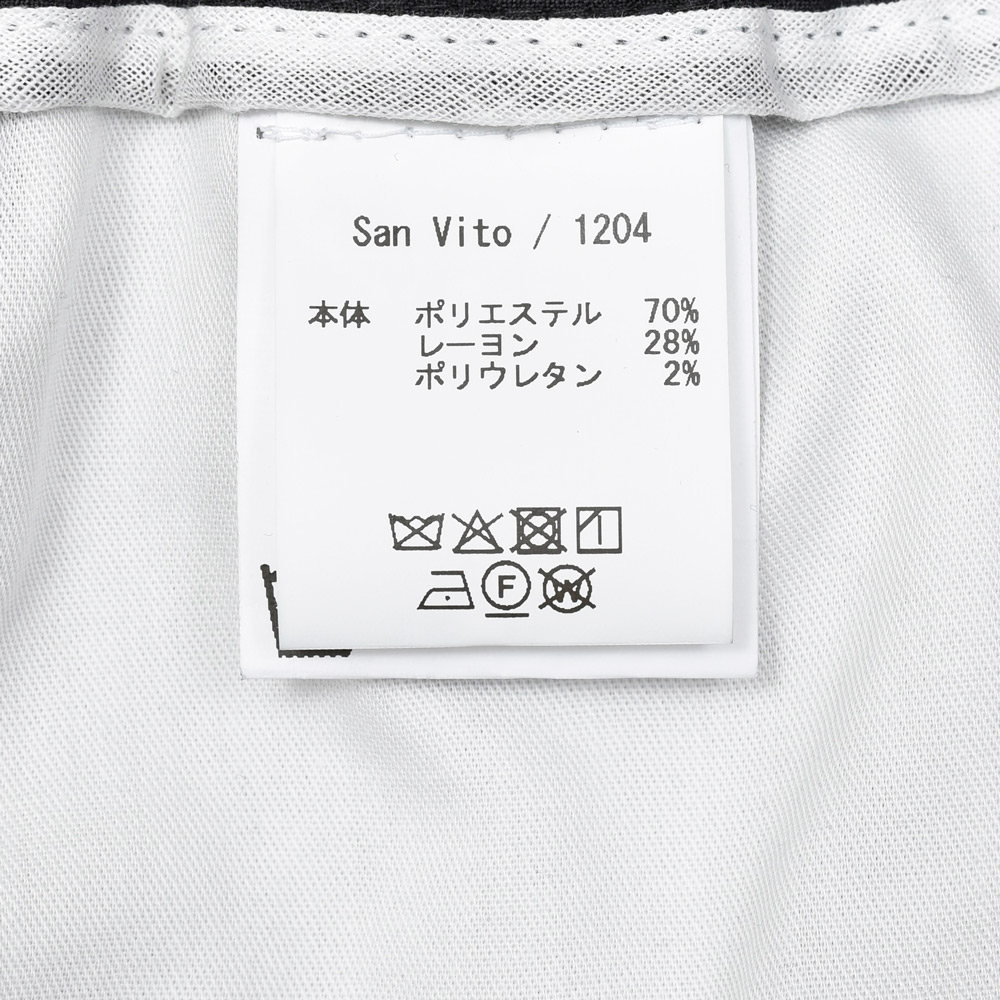 San Vito / 1204
本体 ポリエステル 70%
レーヨン 28%
ポリウレタン 2%
F W